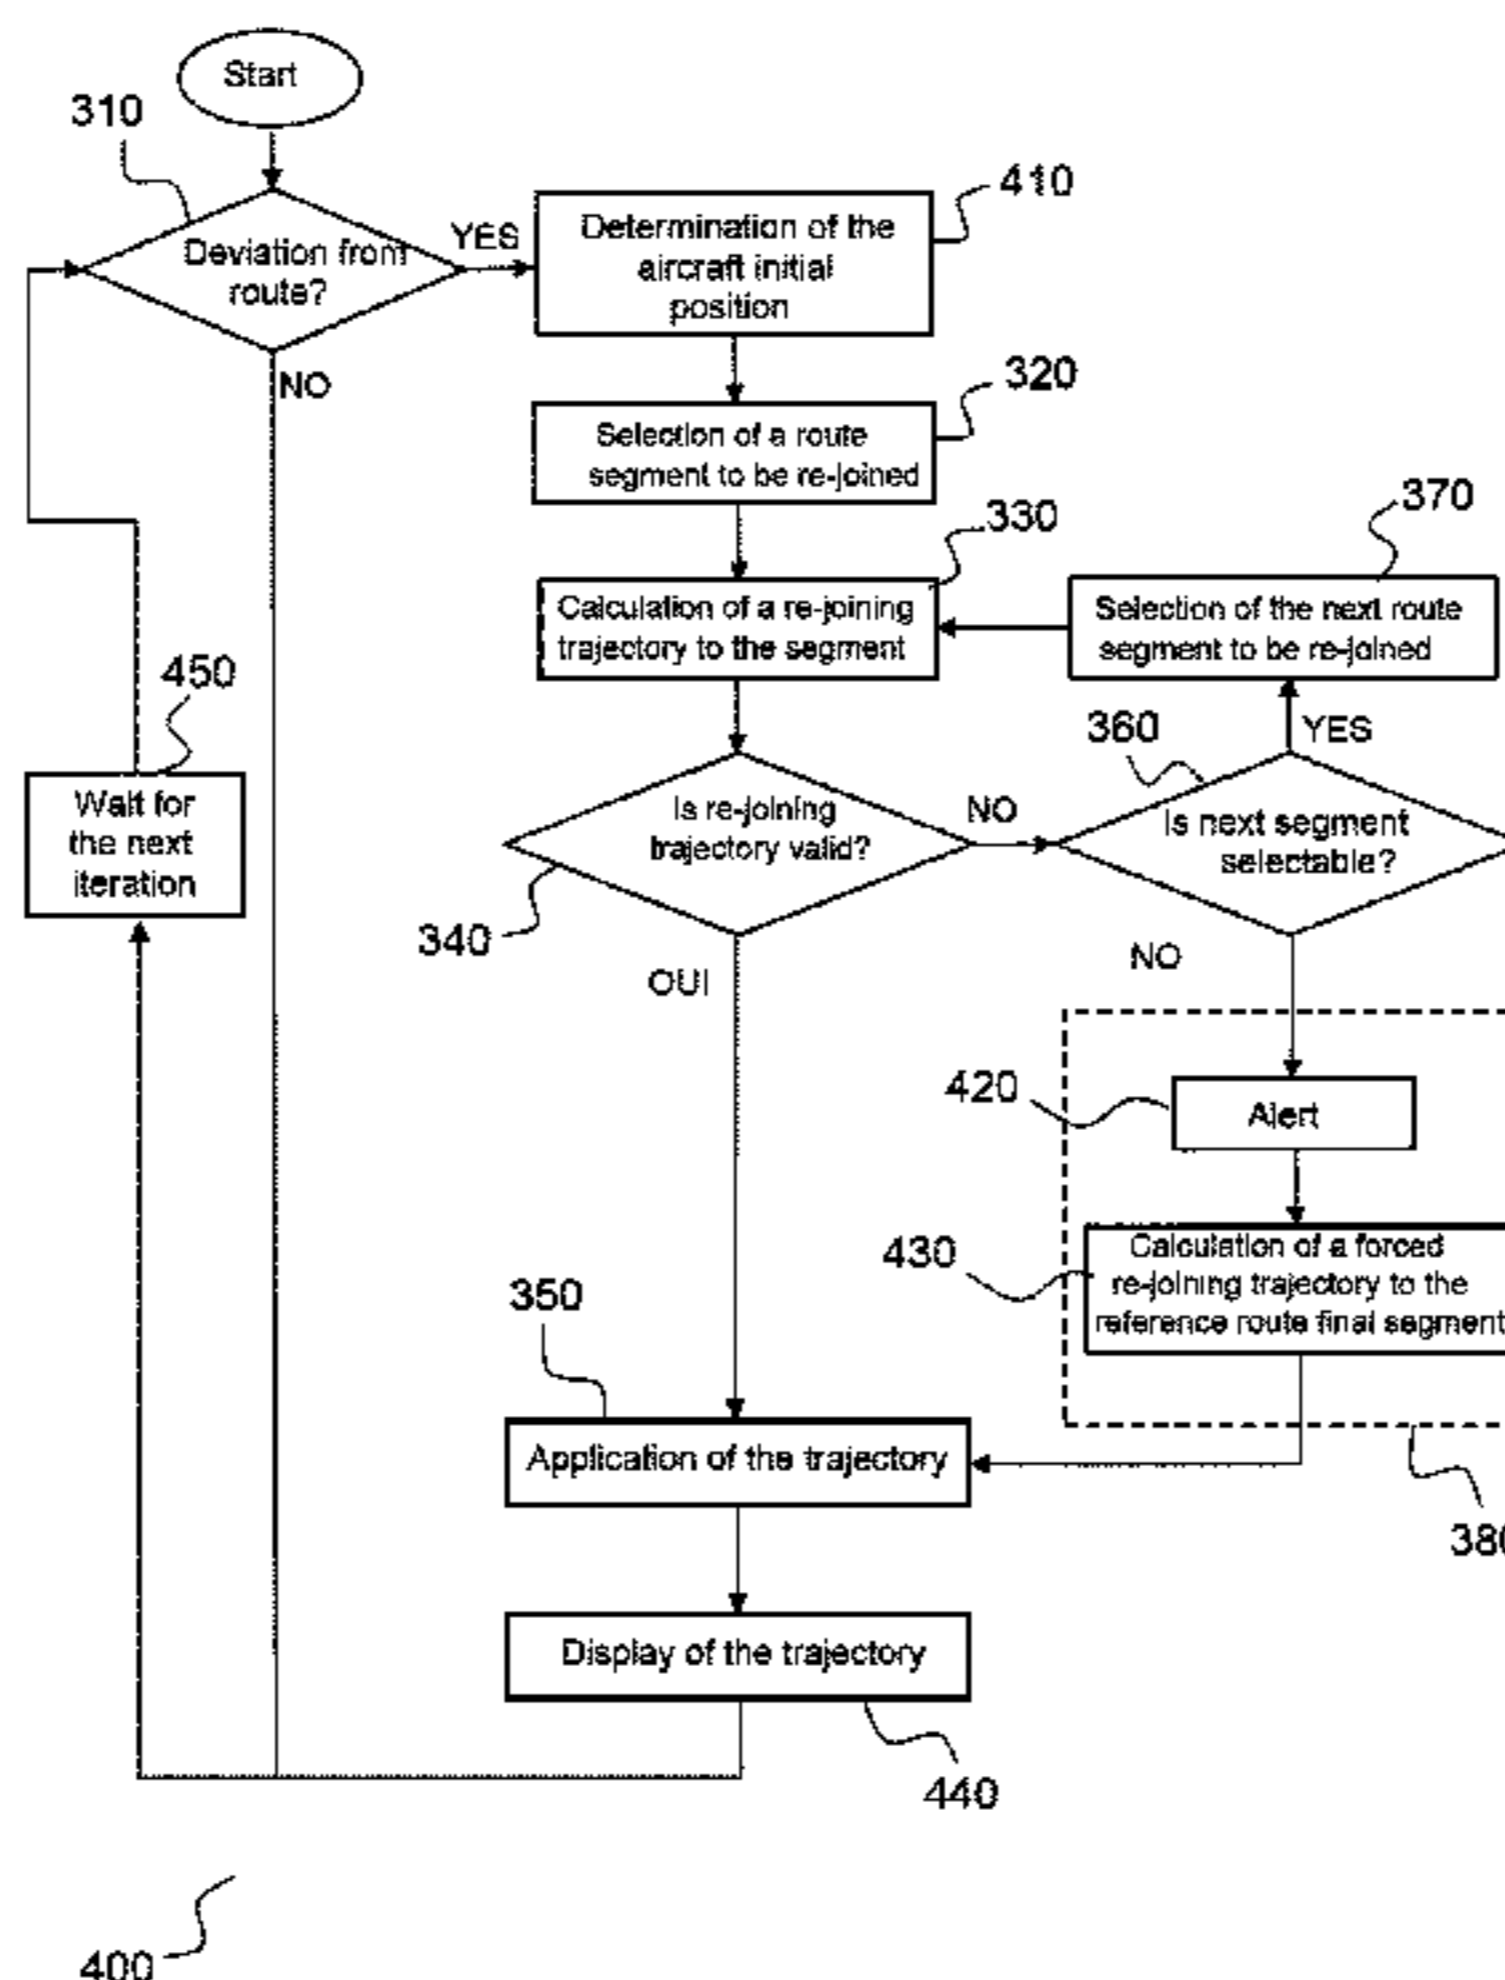 Start
310
Deviation from
route?
YES
NO
410
Determination of the
aircraft initial
position
320
Selection of a route
segment to be re-joined
330
Calculation of a re-joining
trajectory to the segment
370
Selection of the next route
segment to be re-joined
450
Wait for
the next
iteration
360
YES
Is re-joining
trajectory valid?
NO
Is next segment
selectable?
340
OUI
NO
420
Alert
430
Calculation of a forced
re-joining trajectory to the
reference route final segment
350
Application of the trajectory
380
Display of the trajectory
440
400